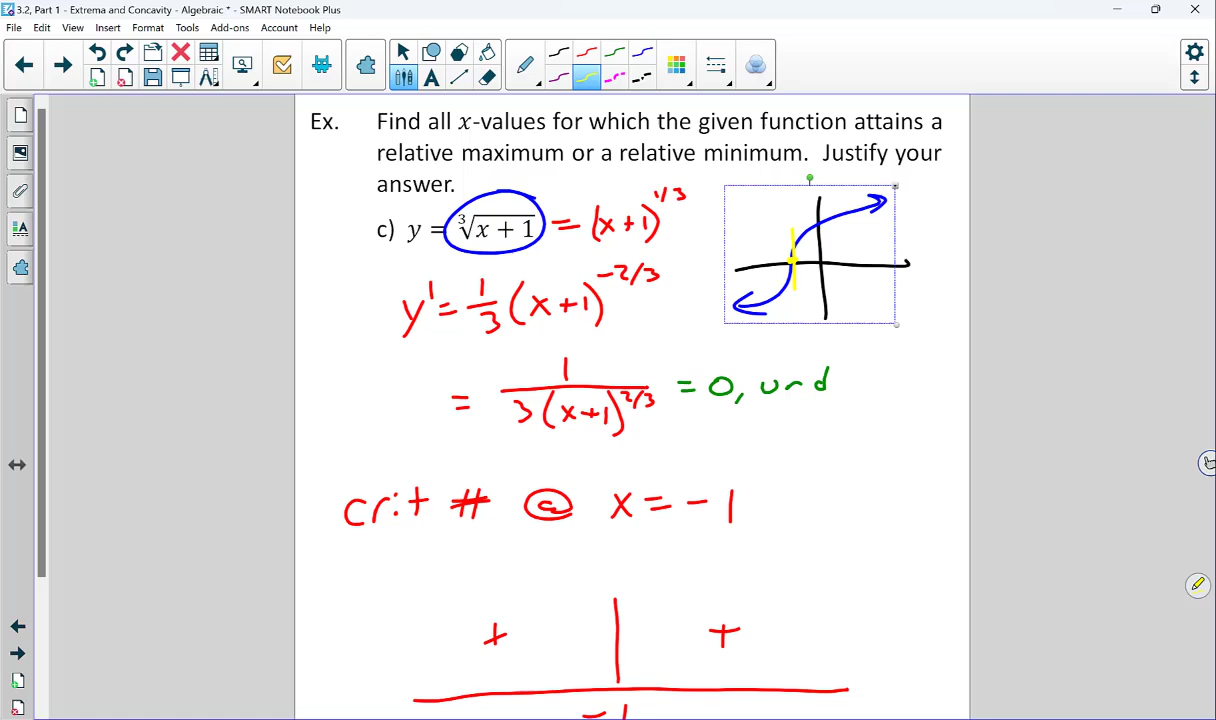 3.2, Part 1 - Extrema and Concavity - Algebraic * - SMART Notebook Plus
File Edit View Insert Format Tools Add-ons Account Help
Ex. Find all x-values for which the given function attains a
relative maximum or a relative minimum. Justify your
answer.
c) y = ∛(x + 1) = (x+1)^1/3
y' = 1/3 (x+1)^-2/3
= 1/(3(x+1)^2/3) = 0, und
crit # @ x = -1
+ +
-1